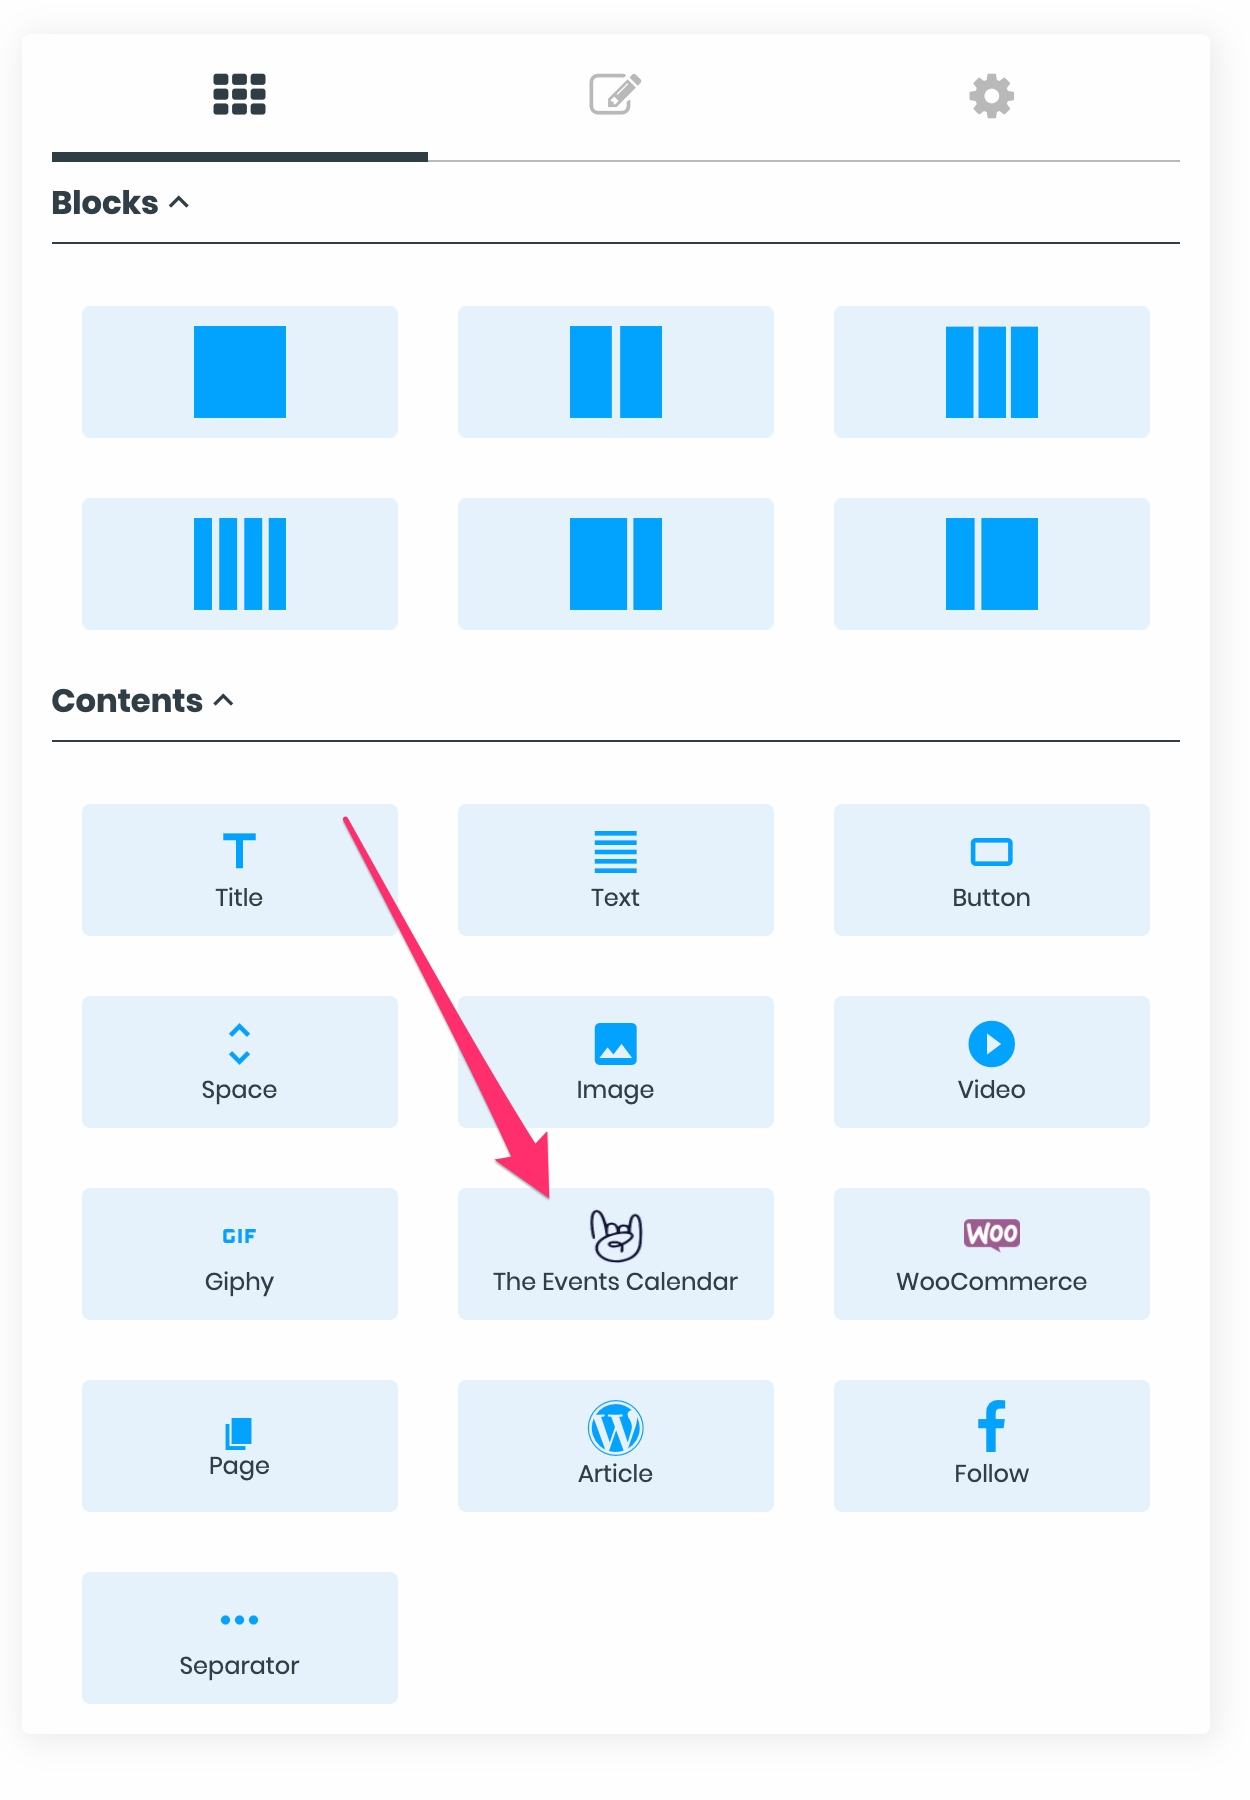 Blocks
Contents
T
Title
Text
Button
Space
Image
Video
GIF
Giphy
The Events Calendar
WOO
WooCommerce
Page
Article
Follow
Separator